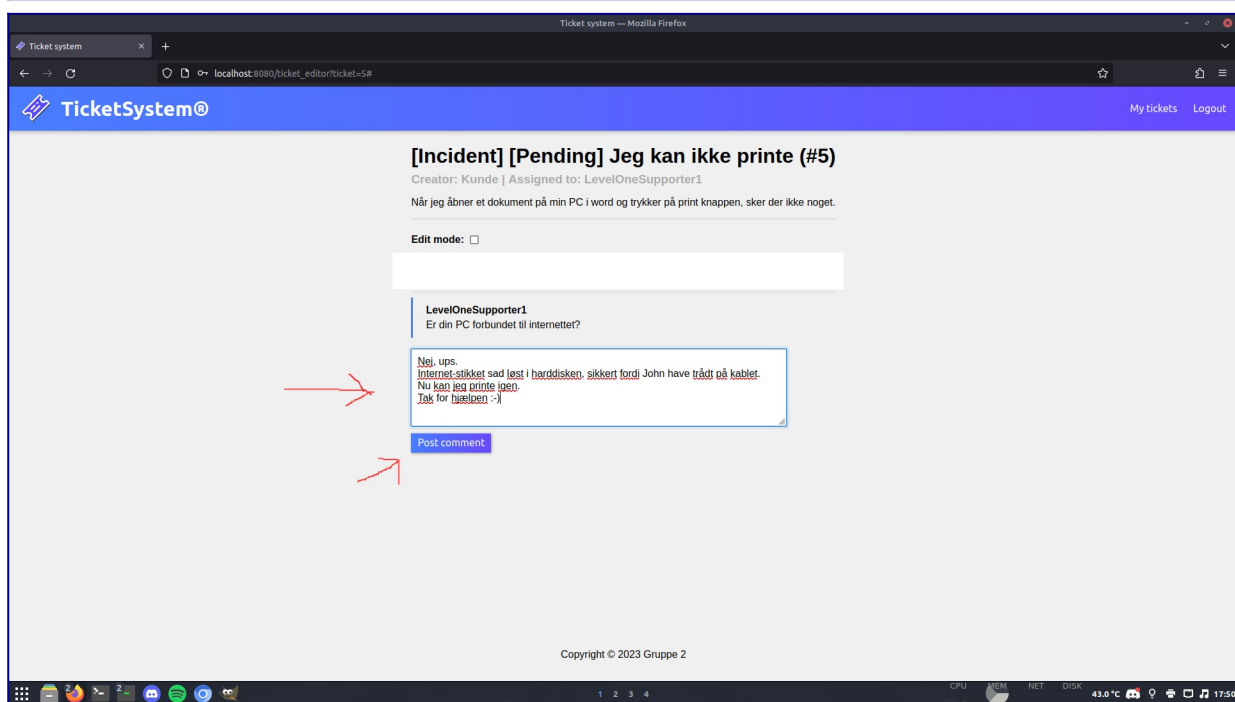 Ticket system — Mozilla Firefox
Ticket system
localhost:8080/ticket_editor?ticket=5#
TicketSystem®
My tickets Logout
[Incident] [Pending] Jeg kan ikke printe (#5)
Creator: Kunde | Assigned to: LevelOneSupporter1
Når jeg åbner et dokument på min PC i word og trykker på print knappen, sker der ikke noget.
Edit mode:
LevelOneSupporter1
Er din PC forbundet til internettet?
Nej, ups.
Internet-stikket sad løst i harddisken, sikkert fordi John have trådt på kablet.
Nu kan jeg printe igen.
Tak for hjælpen :-)
Post comment
Copyright © 2023 Gruppe 2
2 2 1 2 3 4 CPU MEM NET DISK 43.0°C 17:50